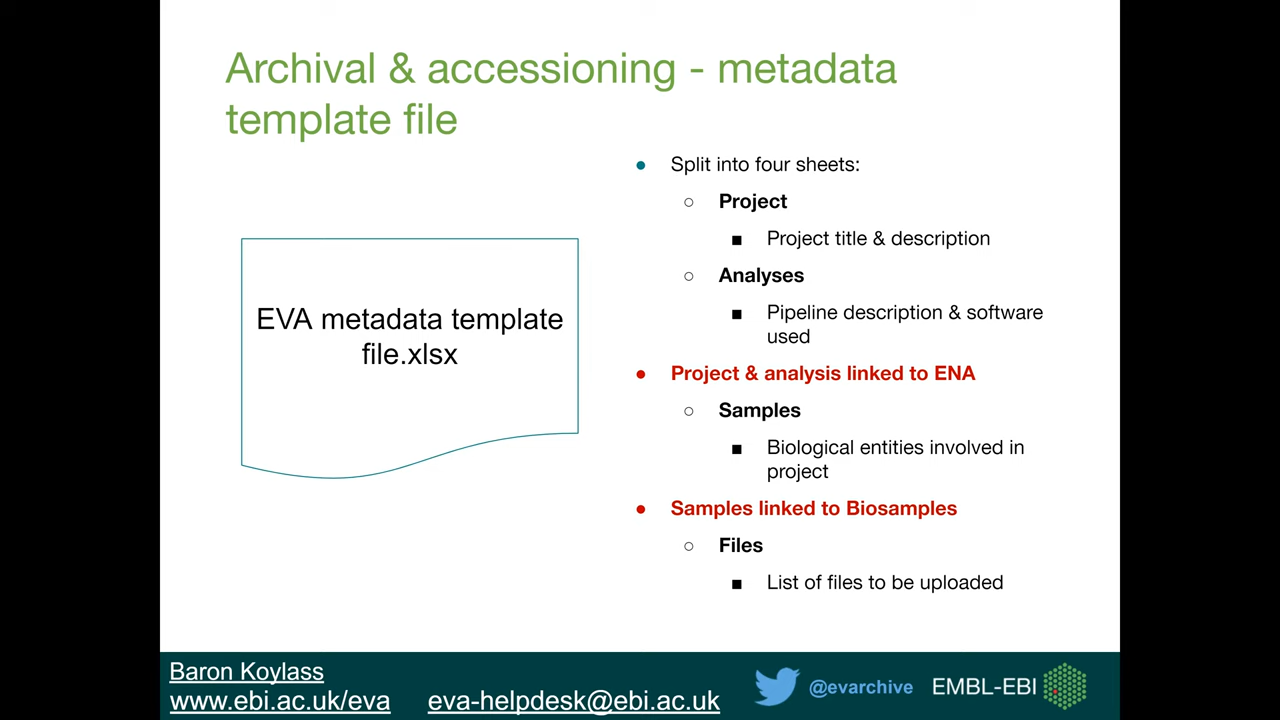 Archival & accessioning - metadata
template file
EVA metadata template
file.xlsx
● Split into four sheets:
○ Project
■ Project title & description
○ Analyses
■ Pipeline description & software
used
● Project & analysis linked to ENA
○ Samples
■ Biological entities involved in
project
● Samples linked to Biosamples
○ Files
■ List of files to be uploaded
Baron Koylass
www.ebi.ac.uk/eva eva-helpdesk@ebi.ac.uk
@evarchive EMBL-EBI